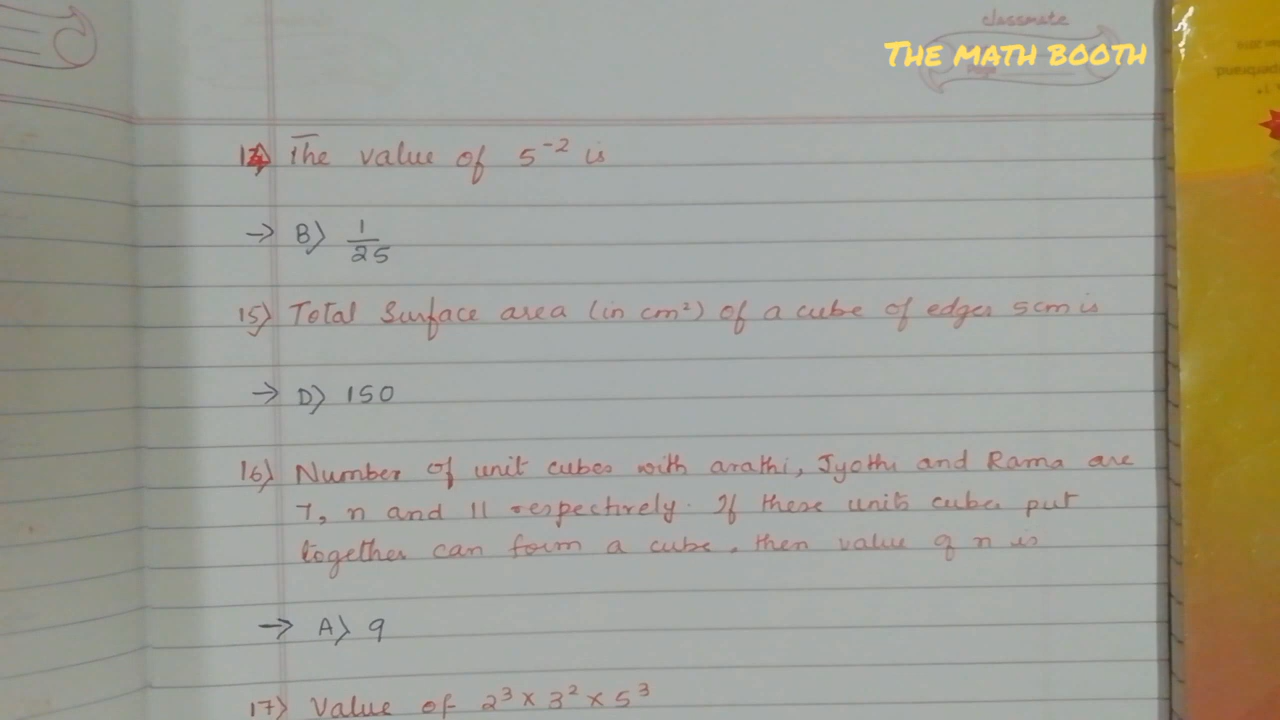 classmate
THE MATH BOOTH
14) The value of 5⁻² is
→ B) 1/25
15) Total Surface area (in cm²) of a cube of edges 5cm is
→ D) 150
16) Number of unit cubes with arathi, Jyothi and Rama are
7, n and 11 respectively. If these units cubes put
together can form a cube, then value of n is
→ A) 9
17) Value of 2³ × 3² × 5³